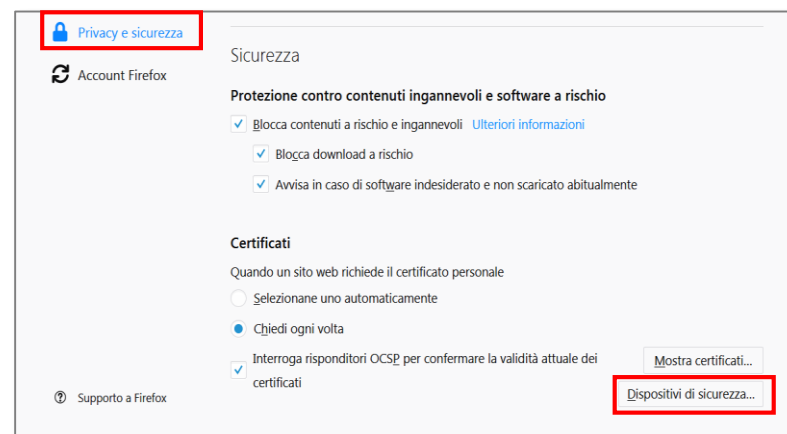 Privacy e sicurezza
Account Firefox
Sicurezza
Protezione contro contenuti ingannevoli e software a rischio
Blocca contenuti a rischio e ingannevoli Ulteriori informazioni
Blocca download a rischio
Avvisa in caso di software indesiderato e non scaricato abitualmente
Certificati
Quando un sito web richiede il certificato personale
Selezionane uno automaticamente
Chiedi ogni volta
Interroga risponditori OCSP per confermare la validità attuale dei
certificati
Mostra certificati...
Dispositivi di sicurezza...
Supporto a Firefox